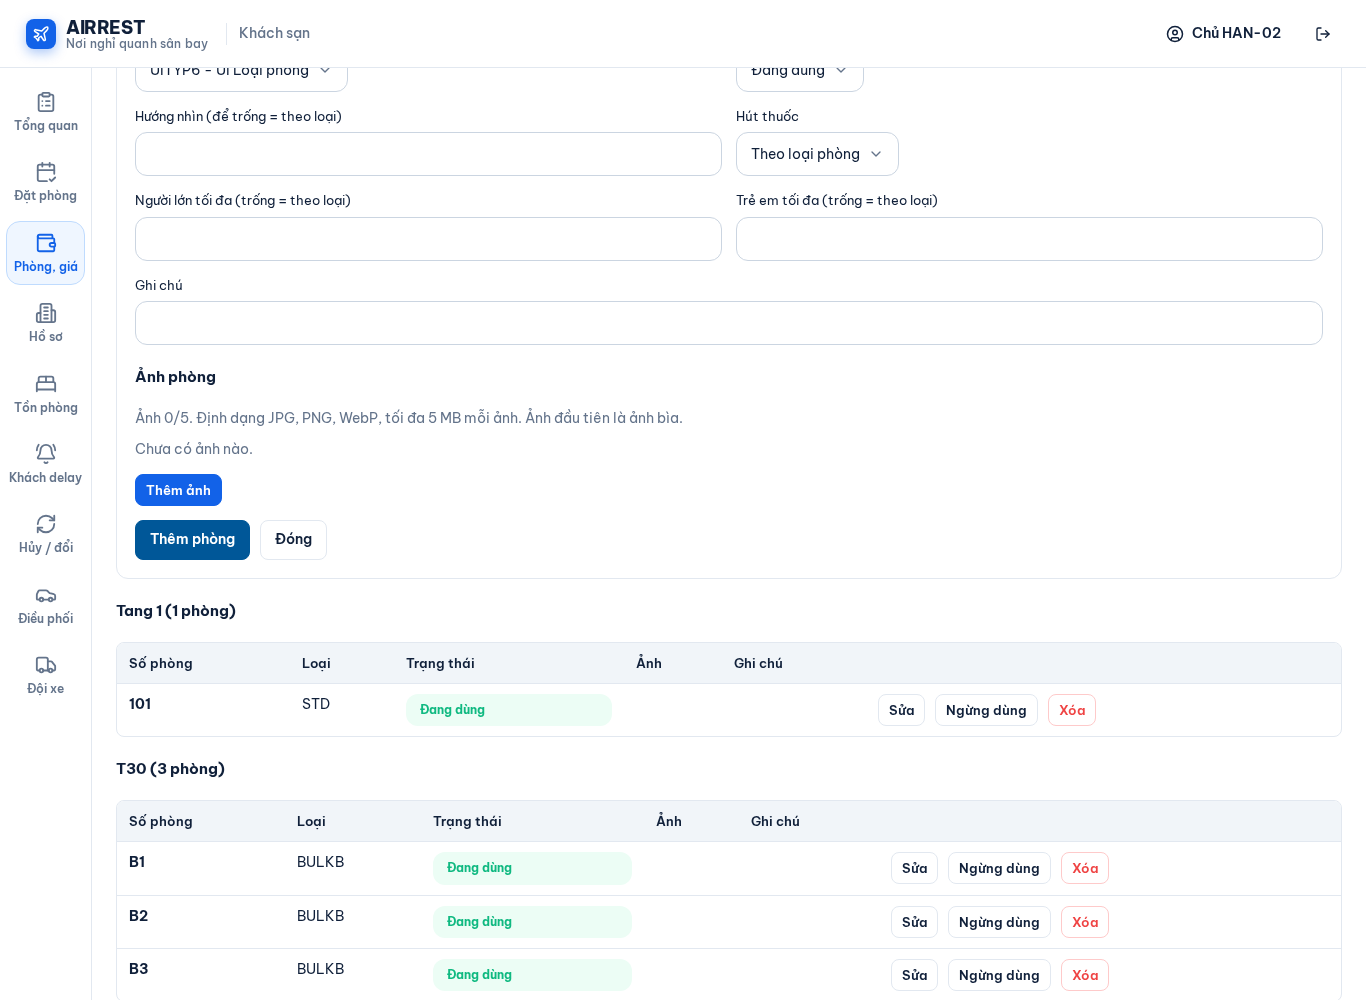 AIRREST
Nơi nghỉ quanh sân bay
Khách sạn
Chủ HAN-02
Tổng quan
Đặt phòng
Phòng, giá
Hồ sơ
Tồn phòng
Khách delay
Hủy / đổi
Điều phối
Đội xe
UITYP6 - UI Loại phòng
Đang dùng
Hướng nhìn (để trống = theo loại)
Hút thuốc
Theo loại phòng
Người lớn tối đa (trống = theo loại)
Trẻ em tối đa (trống = theo loại)
Ghi chú
Ảnh phòng
Ảnh 0/5. Định dạng JPG, PNG, WebP, tối đa 5 MB mỗi ảnh. Ảnh đầu tiên là ảnh bìa.
Chưa có ảnh nào.
Thêm ảnh
Thêm phòng Đóng
Tang 1 (1 phòng)
Số phòng Loại Trạng thái Ảnh Ghi chú
101 STD Đang dùng Sửa Ngừng dùng Xóa
T30 (3 phòng)
Số phòng Loại Trạng thái Ảnh Ghi chú
B1 BULKB Đang dùng Sửa Ngừng dùng Xóa
B2 BULKB Đang dùng Sửa Ngừng dùng Xóa
B3 BULKB Đang dùng Sửa Ngừng dùng Xóa